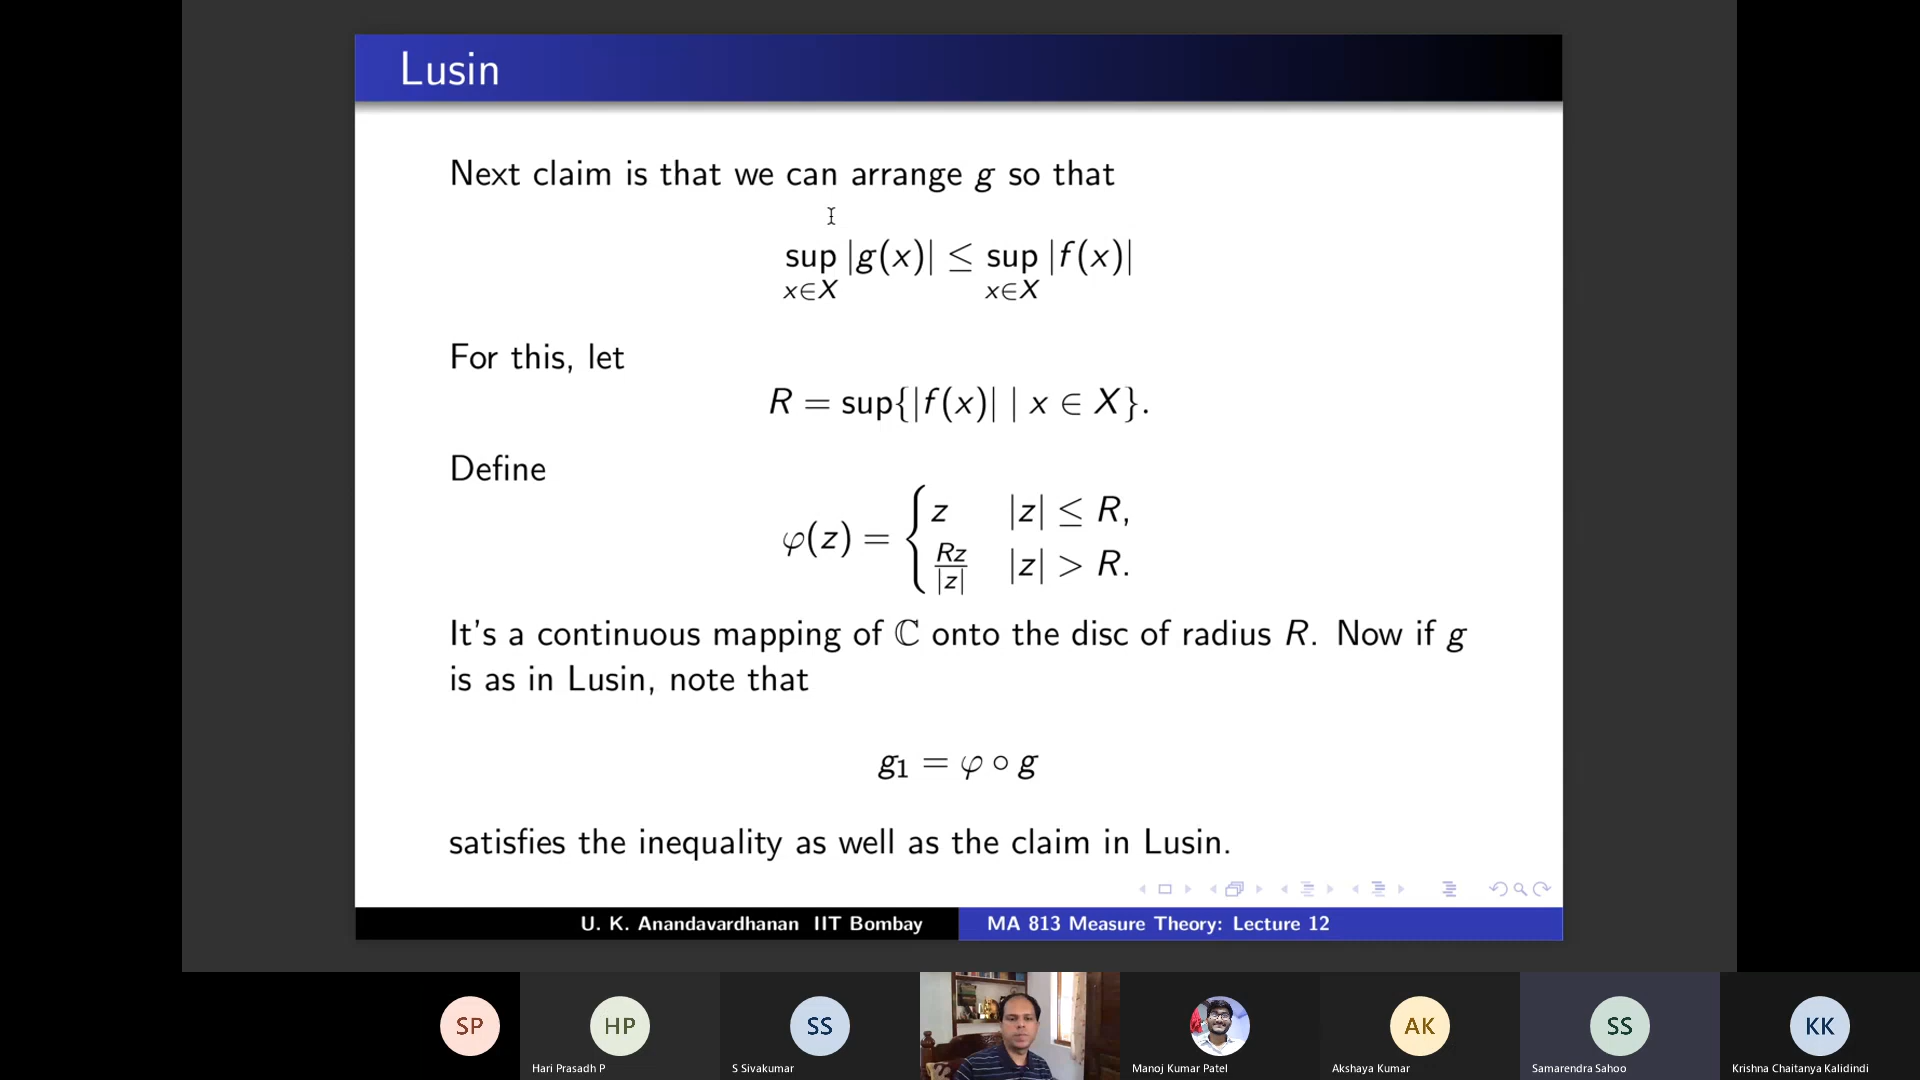 Lusin
Next claim is that we can arrange g so that
sup |g(x)| ≤ sup |f(x)|
x∈X x∈X
For this, let
R = sup{|f(x)| | x ∈ X}.
Define
φ(z) = { z |z| ≤ R,
Rz/|z| |z| > R.
It's a continuous mapping of ℂ onto the disc of radius R. Now if g
is as in Lusin, note that
g₁ = φ ∘ g
satisfies the inequality as well as the claim in Lusin.
U. K. Anandavardhanan IIT Bombay MA 813 Measure Theory: Lecture 12
SP HP SS AK SS KK
Hari Prasadh P S Sivakumar Manoj Kumar Patel Akshaya Kumar Samarendra Sahoo Krishna Chaitanya Kalidindi